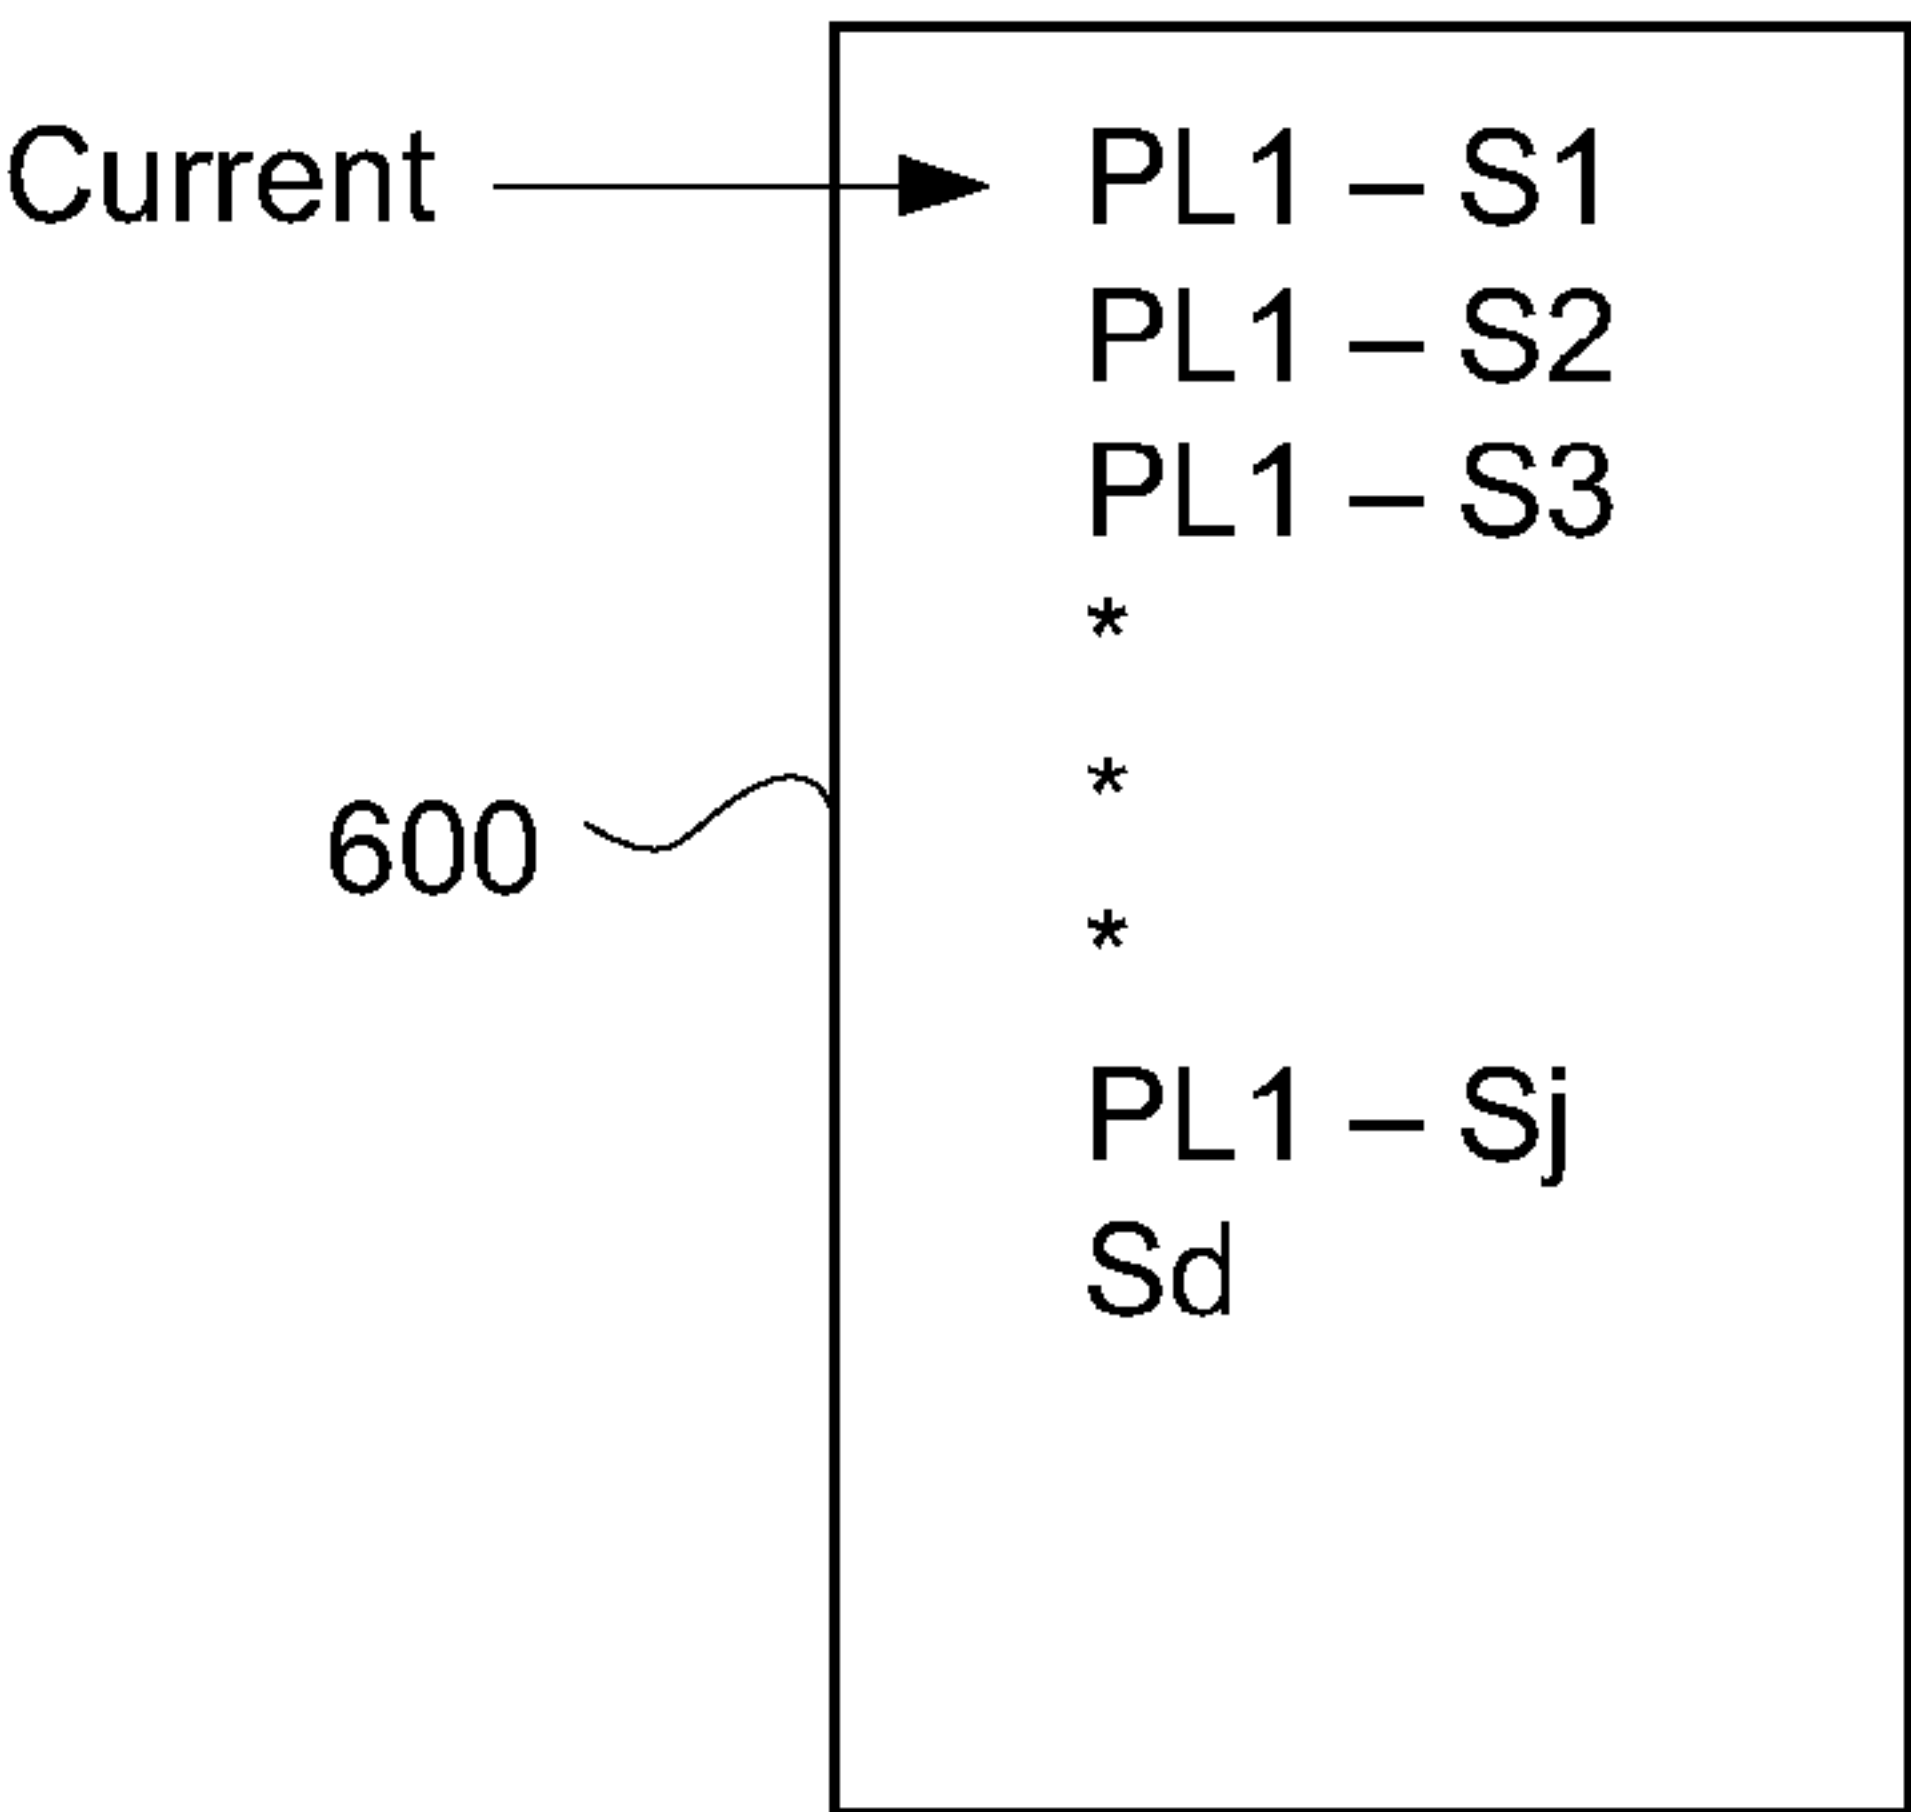 Current
PL1 – S1
PL1 – S2
PL1 – S3
*
*
600
*
PL1 – Sj
Sd